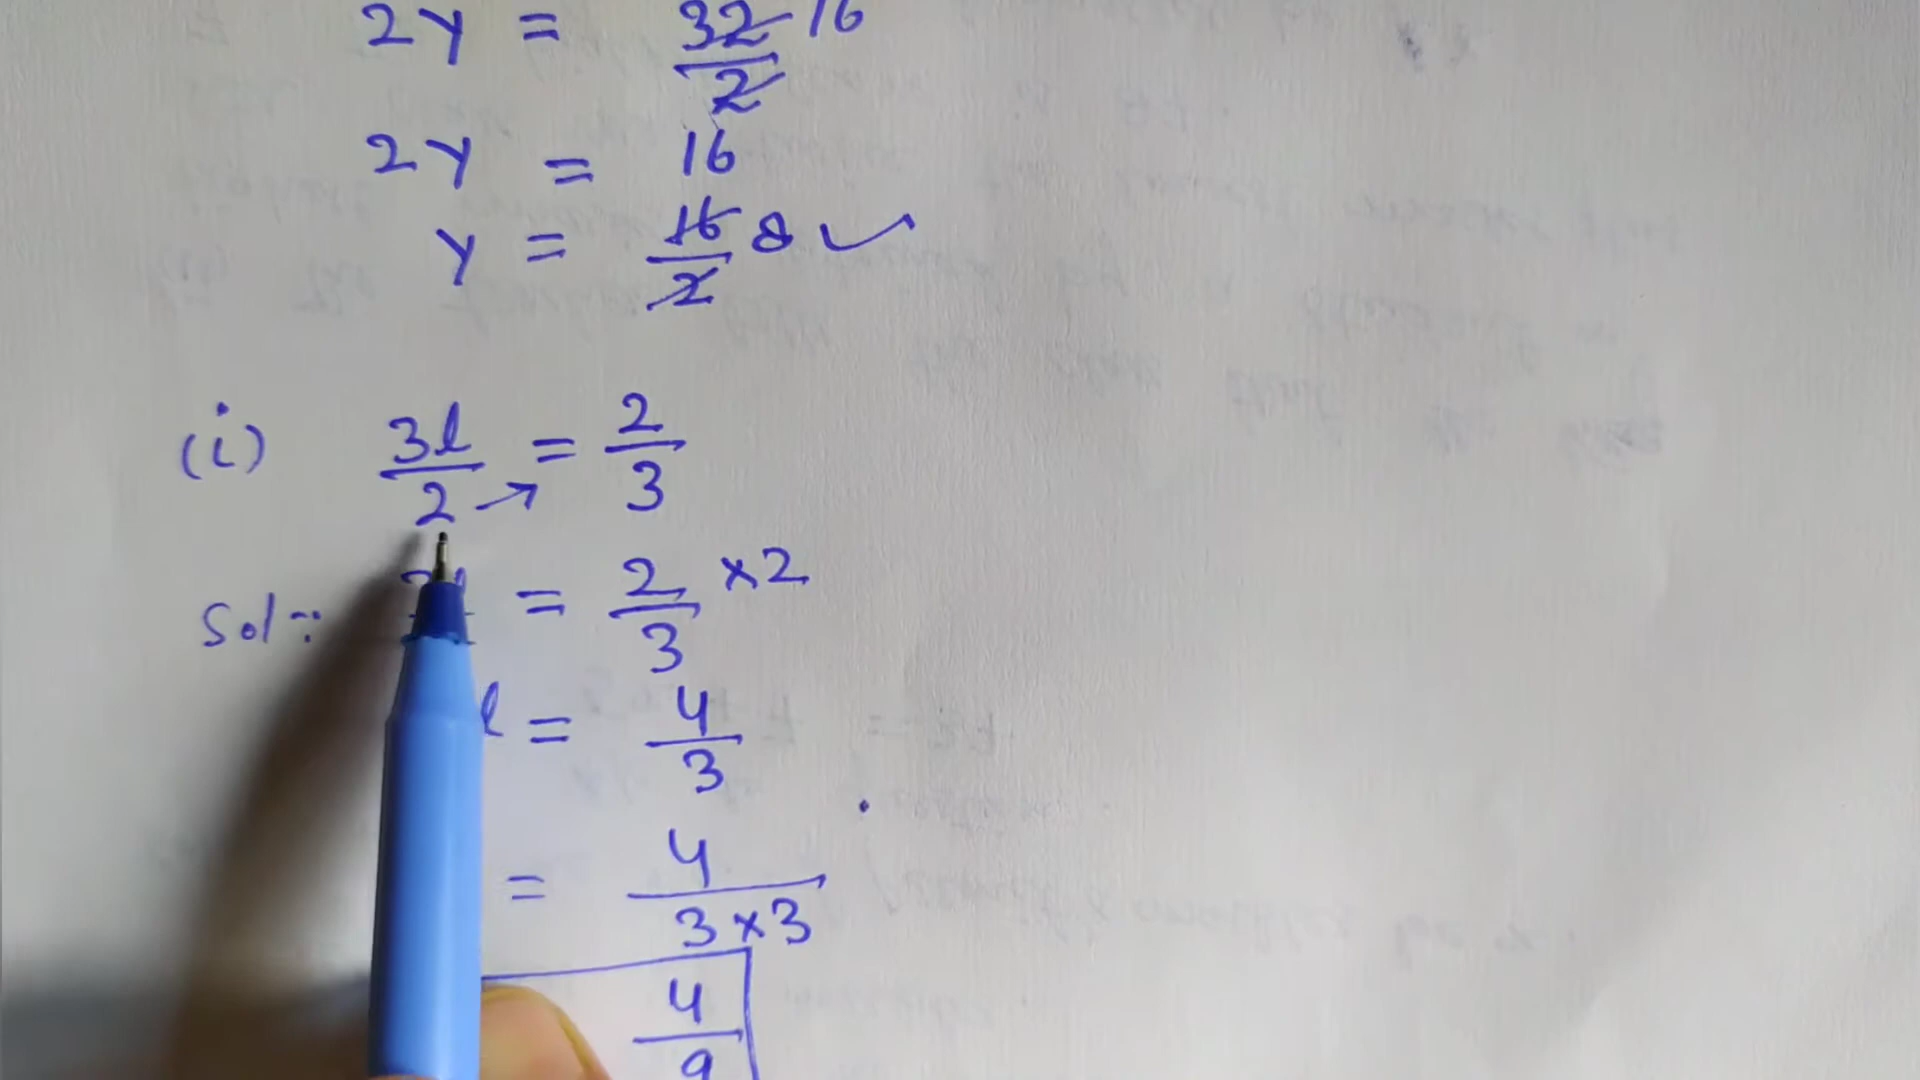 2y = 32/2 16
2y = 16
y = 16/2 8 ✓
(i) 3l/2 → = 2/3
Sol:- = 2/3 ×2
l = 4/3
= 4/3×3
4/9